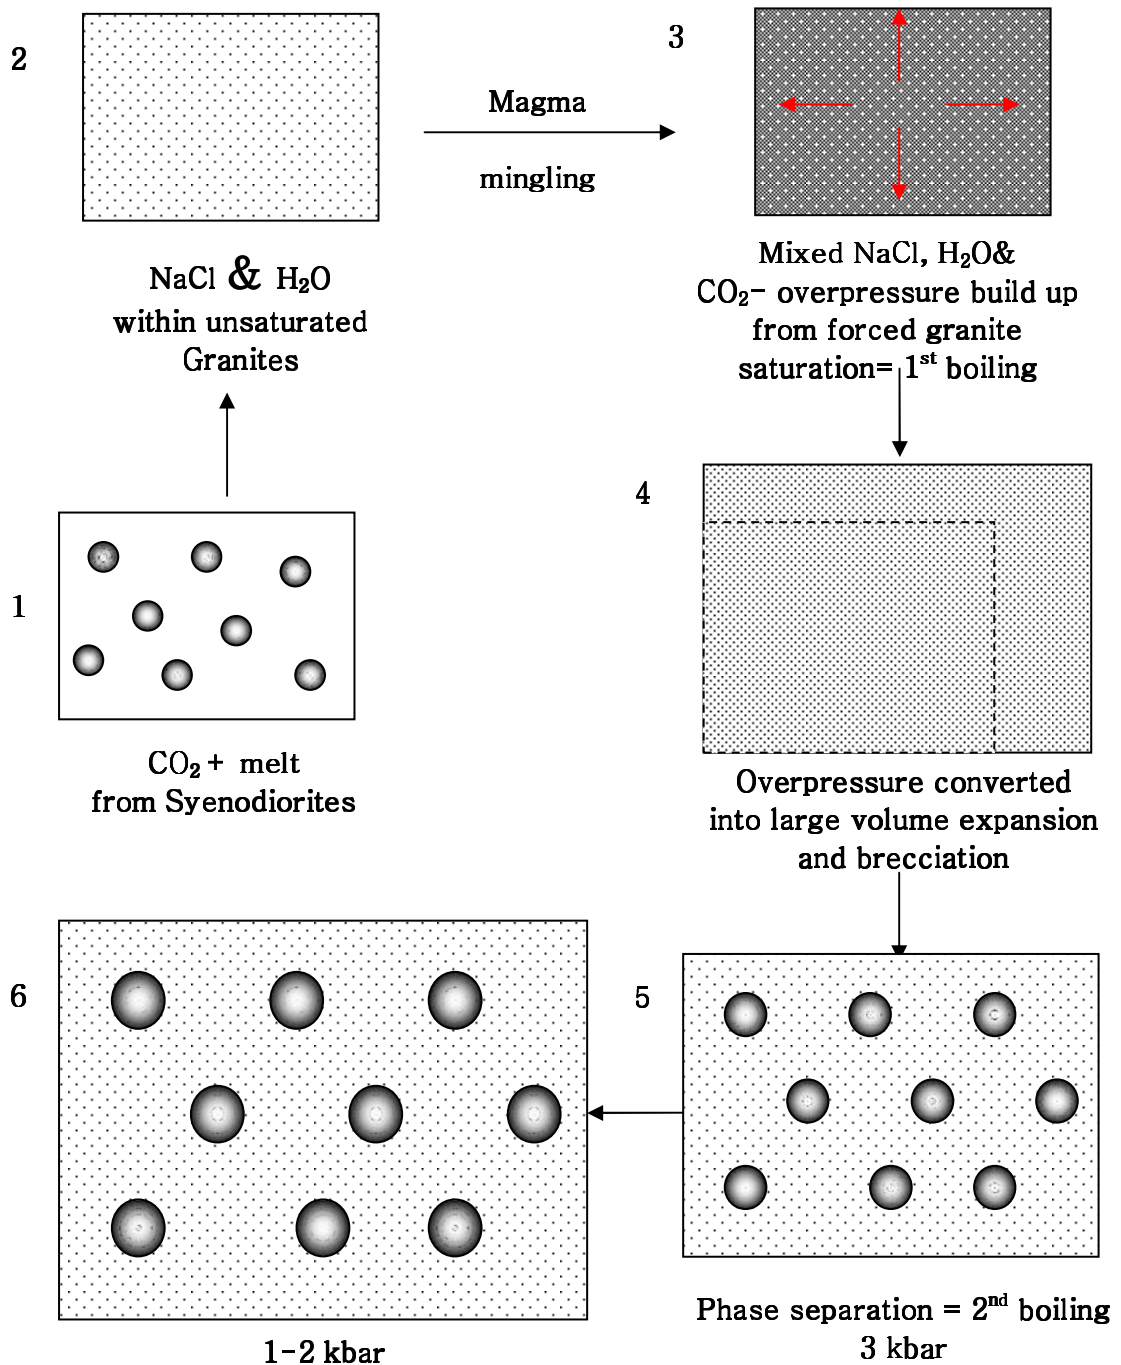 1
CO₂ + melt
from Syenodiorites
2
NaCl & H₂O
within unsaturated
Granites
Magma
mingling
3
Mixed NaCl, H₂O&
CO₂- overpressure build up
from forced granite
saturation= 1st boiling
4
Overpressure converted
into large volume expansion
and brecciation
5
Phase separation = 2nd boiling
3 kbar
6
1-2 kbar